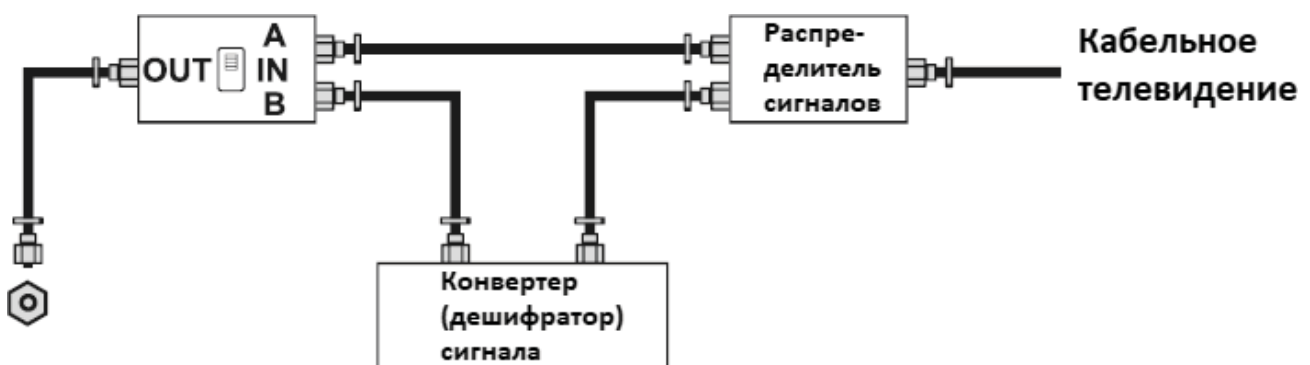 A
OUT IN
B
Распре-
делитель
сигналов
Кабельное
телевидение
Конвертер
(дешифратор)
сигнала